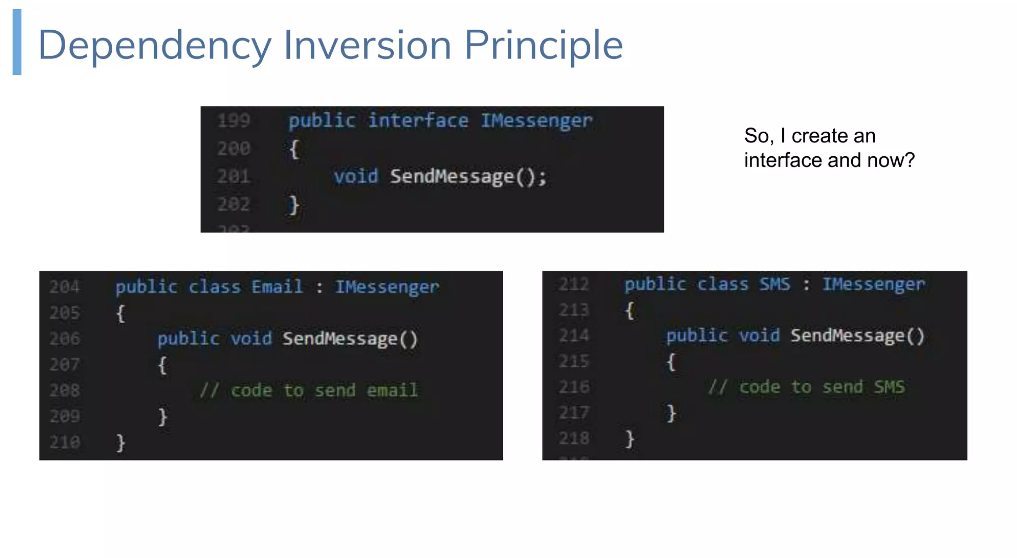 Dependency Inversion Principle
199 public interface IMessenger
200 {
201 void SendMessage();
202 }
203
So, I create an
interface and now?
204 public class Email : IMessenger
205 {
206 public void SendMessage()
207 {
208 // code to send email
209 }
210 }
212 public class SMS : IMessenger
213 {
214 public void SendMessage()
215 {
216 // code to send SMS
217 }
218 }